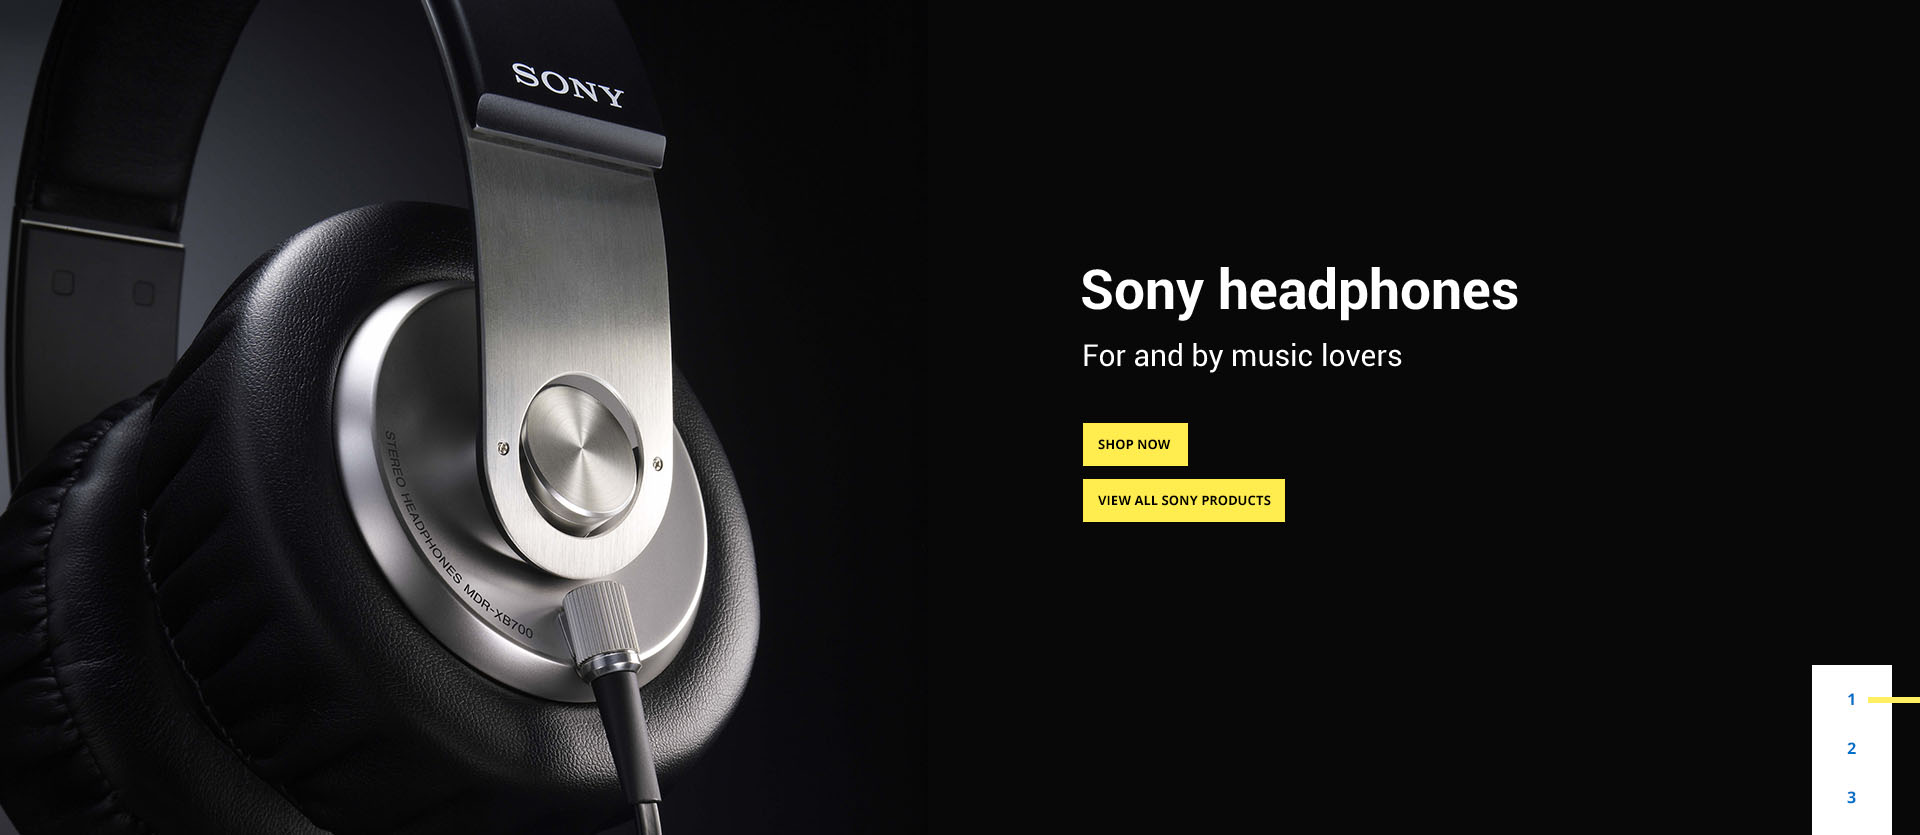 SONY
STEREO HEADPHONES MDR-XB700
Sony headphones
For and by music lovers
SHOP NOW
VIEW ALL SONY PRODUCTS
1
2
3